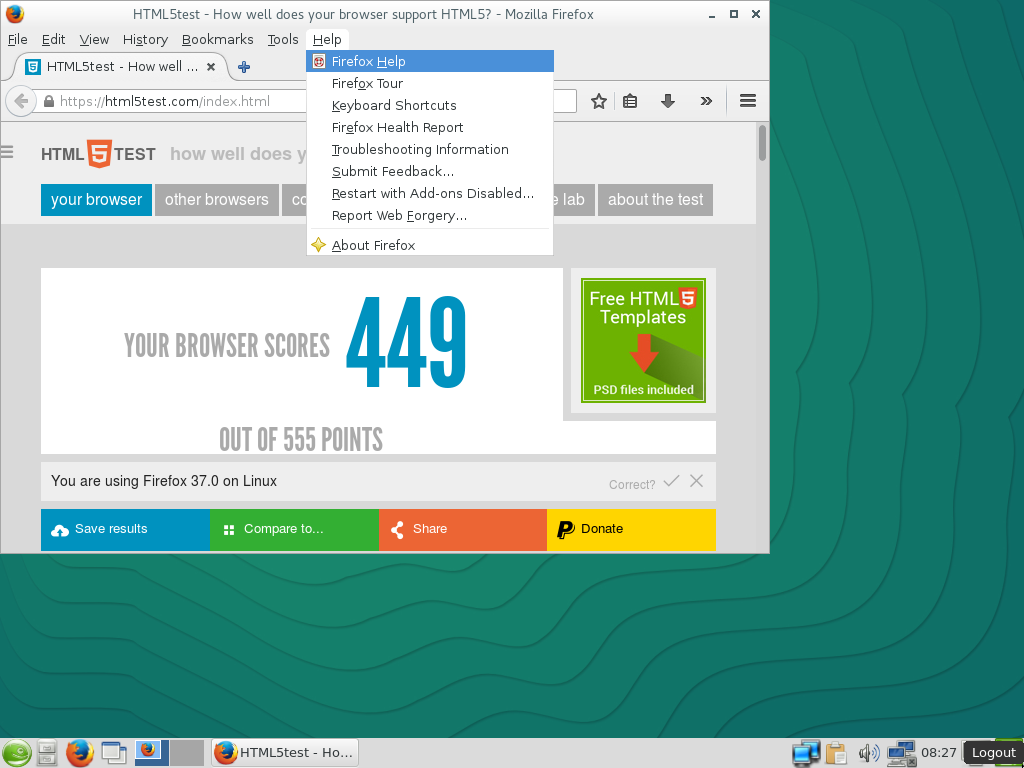 HTML5test - How well does your browser support HTML5? - Mozilla Firefox
File Edit View History Bookmarks Tools Help
HTML5test - How well ...
https://html5test.com/index.html
Firefox Help
Firefox Tour
Keyboard Shortcuts
Firefox Health Report
Troubleshooting Information
Submit Feedback...
Restart with Add-ons Disabled...
Report Web Forgery...
About Firefox
HTML 5 TEST how well does y
your browser other browsers co e lab about the test
YOUR BROWSER SCORES 449
OUT OF 555 POINTS
Free HTML5
Templates
PSD files included
You are using Firefox 37.0 on Linux Correct?
Save results Compare to... Share Donate
HTML5test - Ho... 08:27 Logout